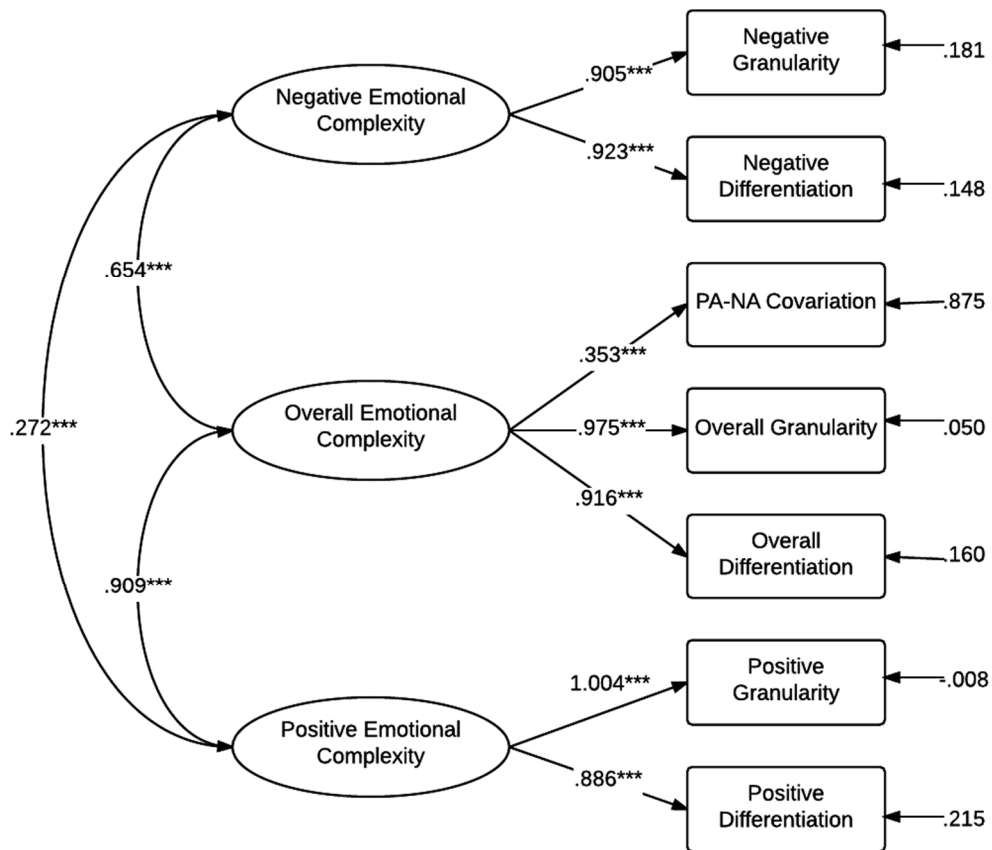 Negative
Granularity
.181
.905***
Negative Emotional
Complexity
.923***
Negative
Differentiation
.148
.654***
PA-NA Covariation
.875
.353***
.272***
Overall Emotional
Complexity
.975***
Overall Granularity
.050
.916***
Overall
Differentiation
.160
.909***
Positive
Granularity
-.008
1.004***
Positive Emotional
Complexity
.886***
Positive
Differentiation
.215